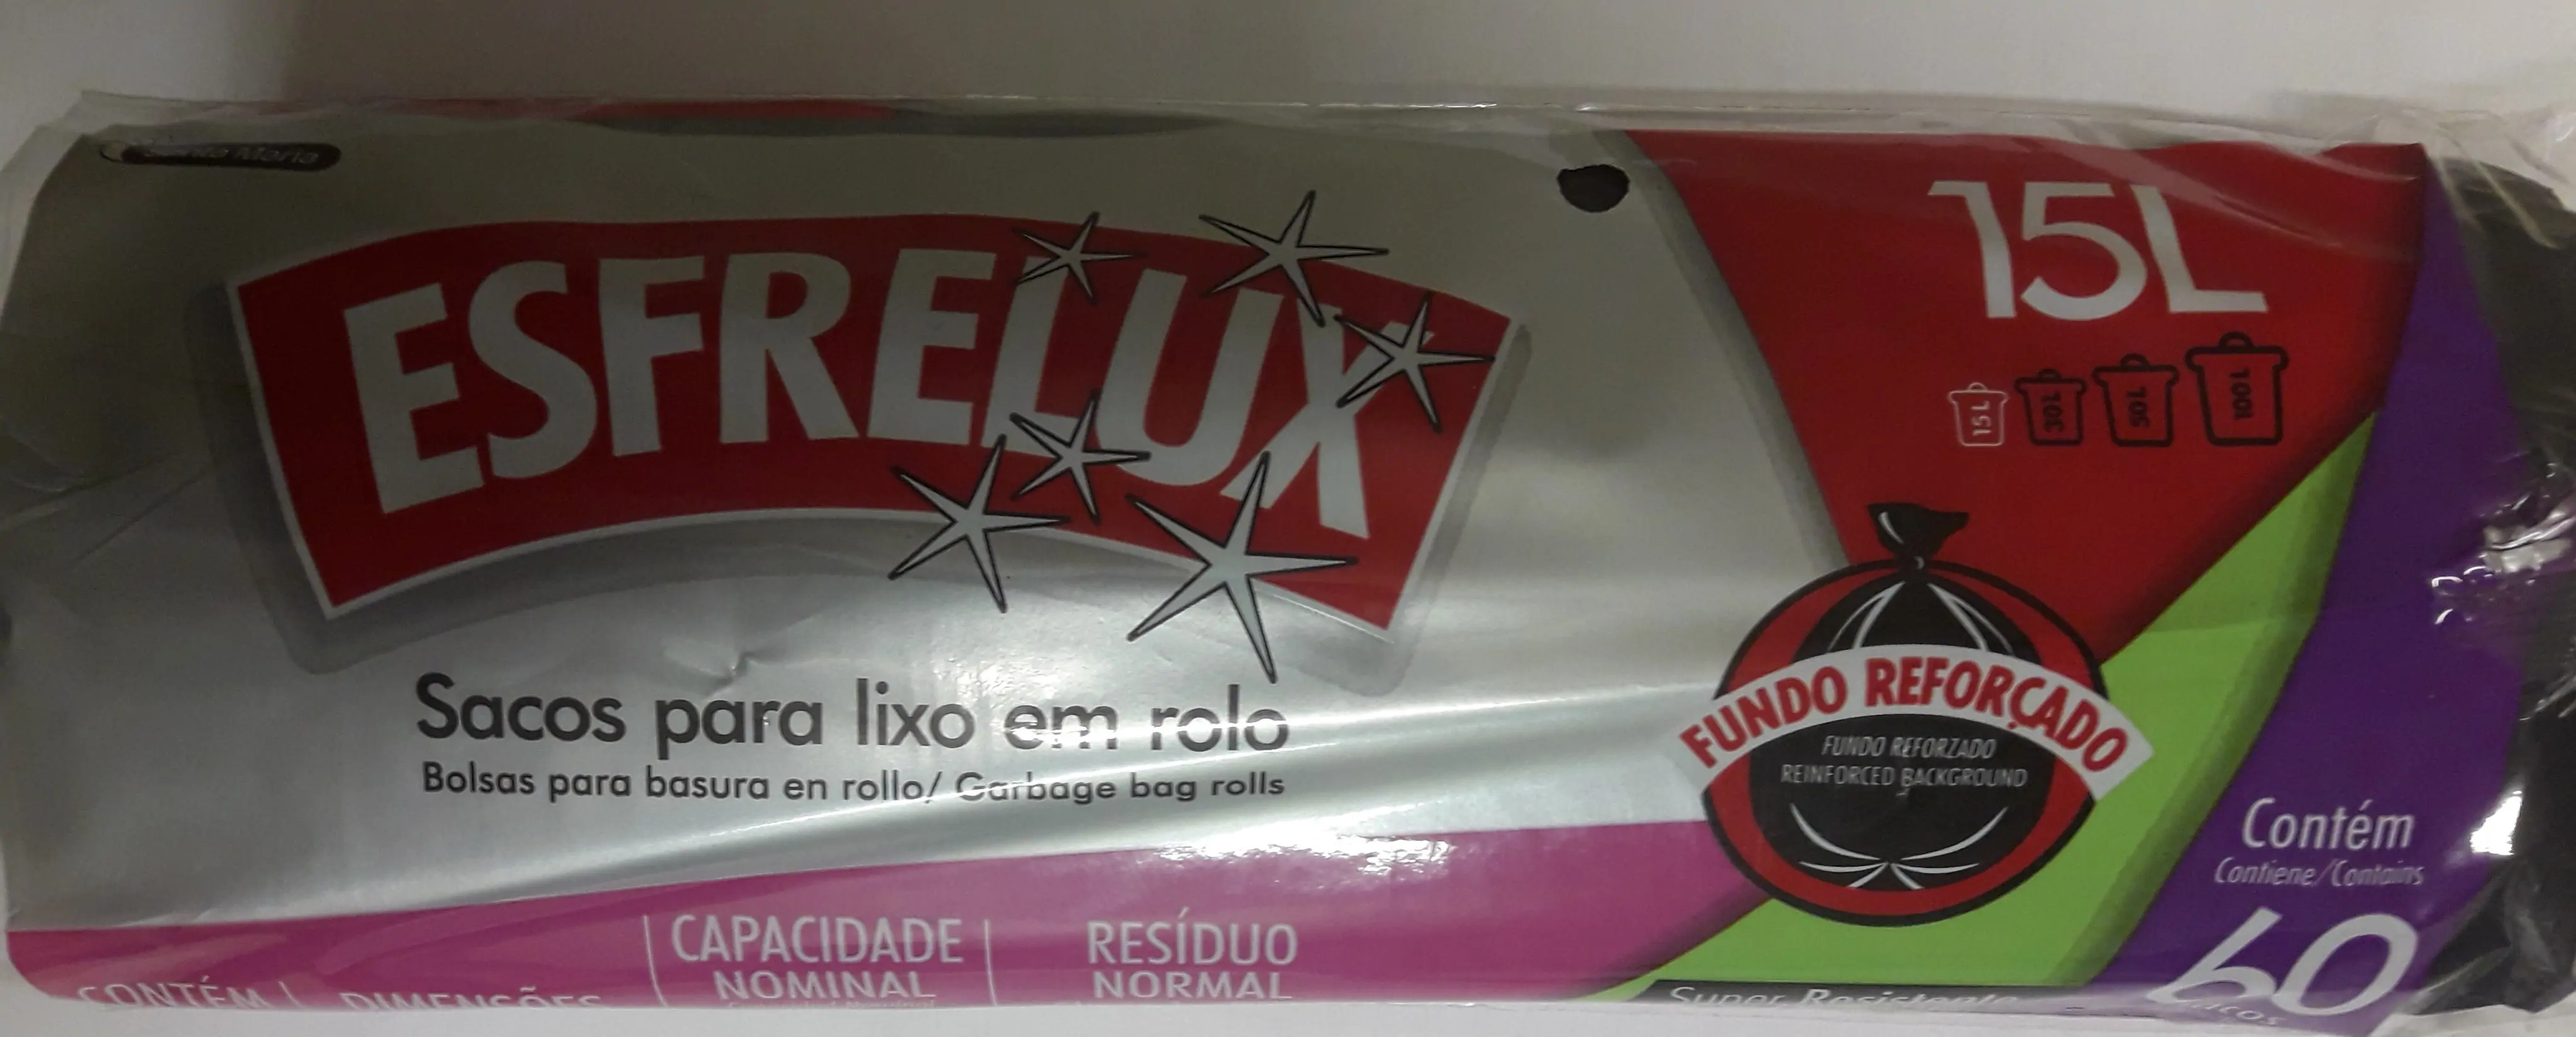 Santa Maria
ESFRELUX
Sacos para lixo em rolo
Bolsas para basura en rollo/ Garbage bag rolls
15L
15L 30L 50L 100L
FUNDO REFORÇADO
FUNDO REFORZADO
REINFORCED BACKGROUND
Contém
Contiene/Contains
60
CONTÉM
DIMENSÕES
CAPACIDADE
NOMINAL
RESÍDUO
NORMAL
Super Resistente